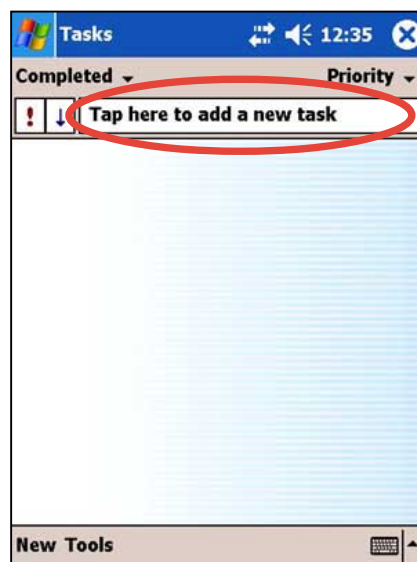 Tasks 12:35
Completed Priority
! ↓ Tap here to add a new task
New Tools